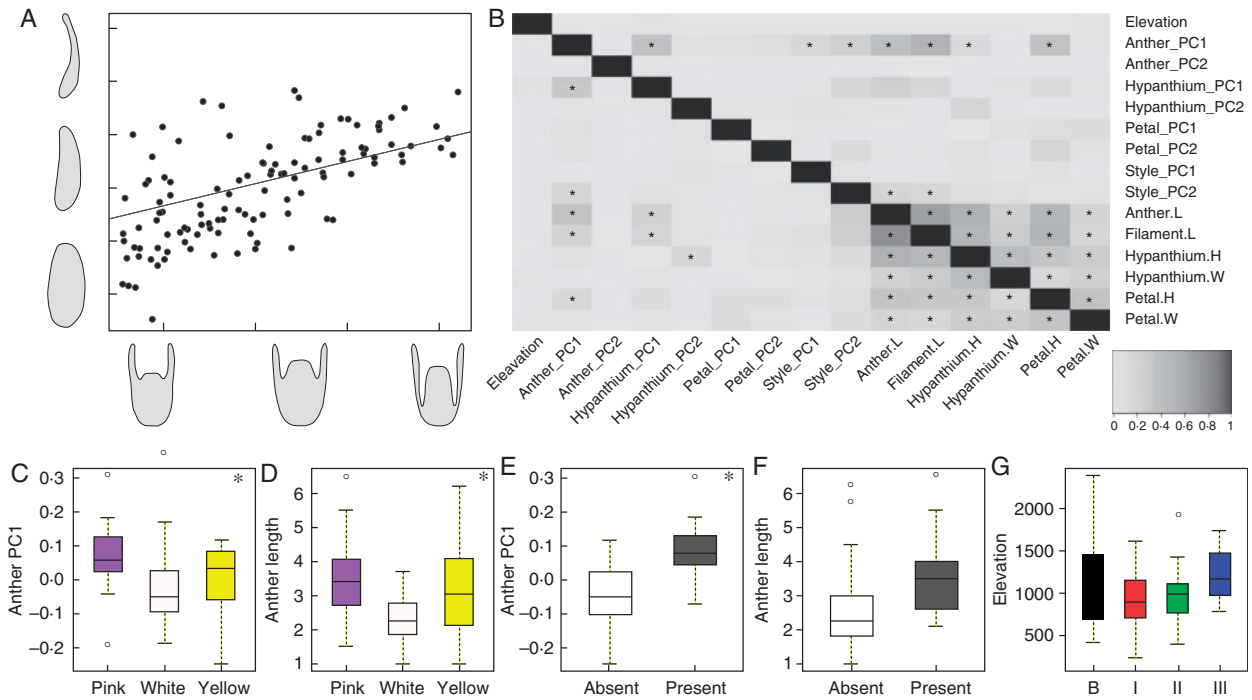 A
B
Elevation
Anther_PC1
Anther_PC2
Hypanthium_PC1
Hypanthium_PC2
Petal_PC1
Petal_PC2
Style_PC1
Style_PC2
Anther.L
Filament.L
Hypanthium.H
Hypanthium.W
Petal.H
Petal.W
Eleavation
Anther_PC1
Anther_PC2
Hypanthium_PC1
Hypanthium_PC2
Petal_PC1
Petal_PC2
Style_PC1
Style_PC2
Anther.L
Filament.L
Hypanthium.H
Hypanthium.W
Petal.H
Petal.W
0 0·2 0·4 0·6 0·8 1
C
Anther PC1
0.3
0.2
0.1
0.0
–0.1
–0.2
*
Pink White Yellow
D
Anther length
6
5
4
3
2
1
*
Pink White Yellow
E
Anther PC1
0.3
0.2
0.1
0.0
–0.1
–0.2
*
Absent Present
F
Anther length
6
5
4
3
2
1
Absent Present
G
Elevation
2000
1500
1000
500
B I II III